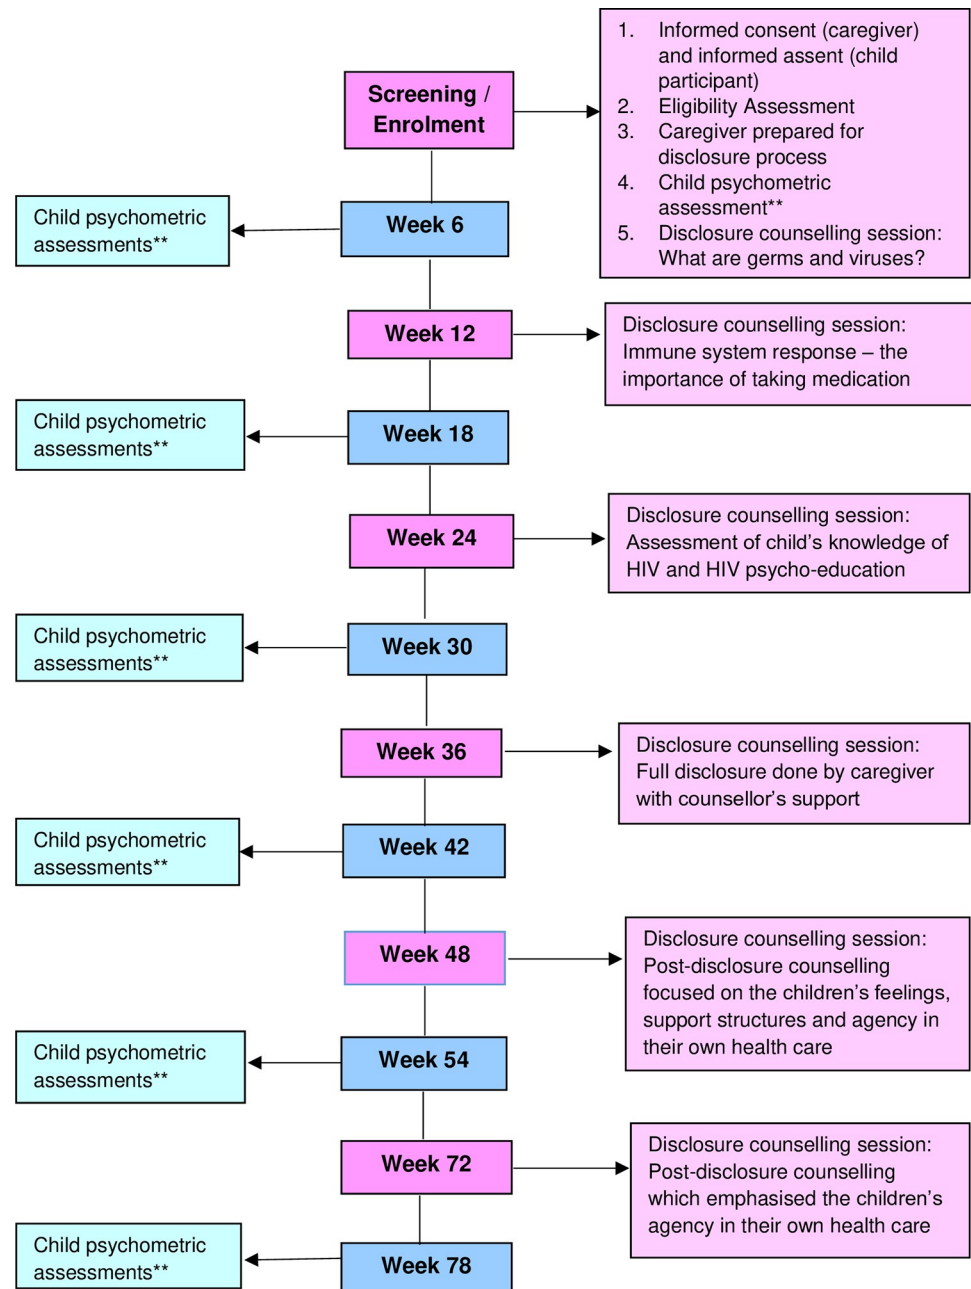 Screening /
Enrolment
1. Informed consent (caregiver)
and informed assent (child
participant)
2. Eligibility Assessment
3. Caregiver prepared for
disclosure process
4. Child psychometric
assessment**
5. Disclosure counselling session:
What are germs and viruses?
Child psychometric
assessments**
Week 6
Week 12
Disclosure counselling session:
Immune system response – the
importance of taking medication
Child psychometric
assessments**
Week 18
Week 24
Disclosure counselling session:
Assessment of child’s knowledge of
HIV and HIV psycho-education
Child psychometric
assessments**
Week 30
Week 36
Disclosure counselling session:
Full disclosure done by caregiver
with counsellor’s support
Child psychometric
assessments**
Week 42
Week 48
Disclosure counselling session:
Post-disclosure counselling
focused on the children’s feelings,
support structures and agency in
their own health care
Child psychometric
assessments**
Week 54
Week 72
Disclosure counselling session:
Post-disclosure counselling
which emphasised the children’s
agency in their own health care
Child psychometric
assessments**
Week 78